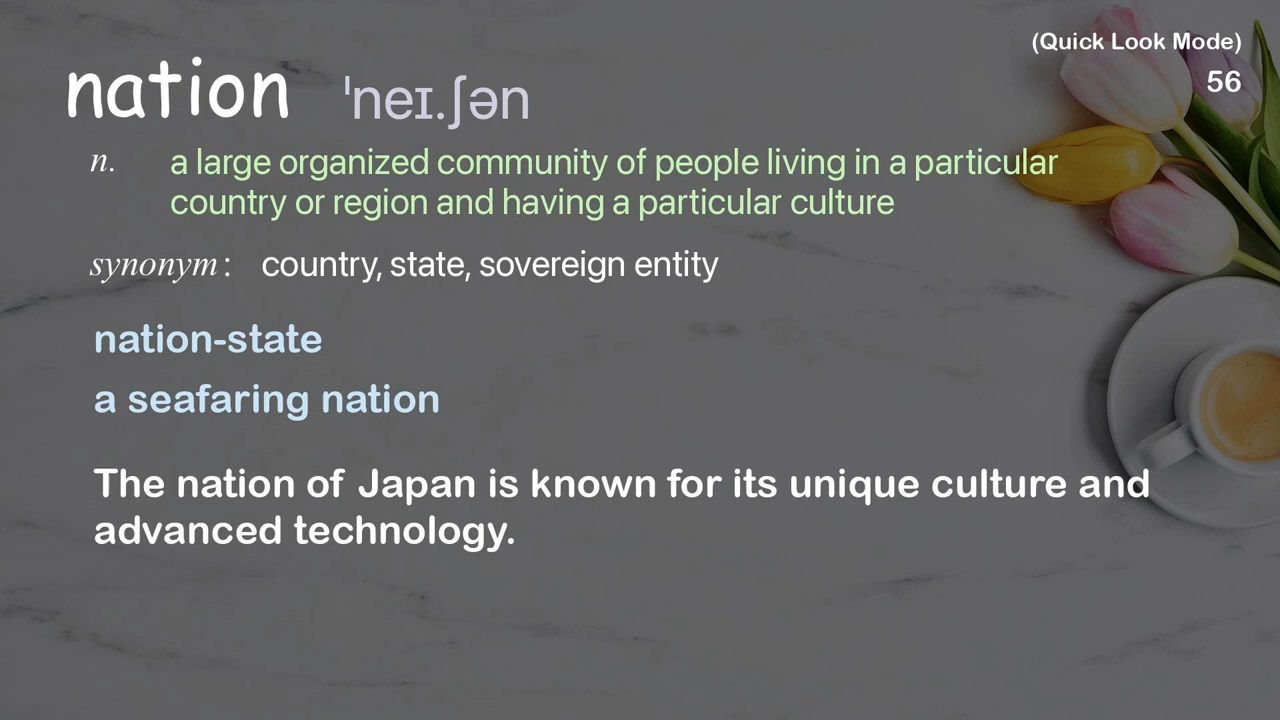 (Quick Look Mode)
56
nation ˈneɪ.ʃən
n. a large organized community of people living in a particular
country or region and having a particular culture
synonym : country, state, sovereign entity
nation-state
a seafaring nation
The nation of Japan is known for its unique culture and
advanced technology.